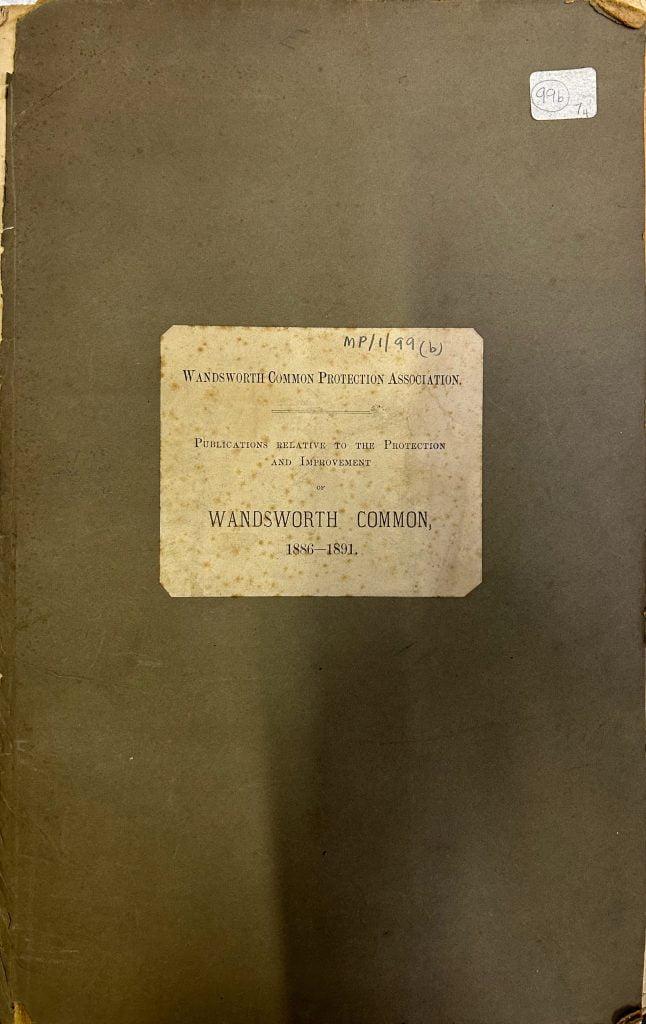 99b
74
MP/1/99(b)
WANDSWORTH COMMON PROTECTION ASSOCIATION.
PUBLICATIONS RELATIVE TO THE PROTECTION
AND IMPROVEMENT
OF
WANDSWORTH COMMON,
1886—1891.